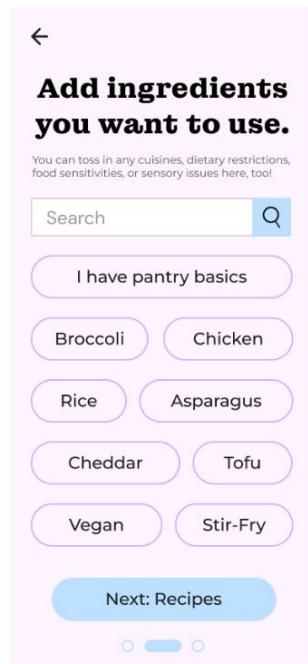 Add ingredients
you want to use.
You can toss in any cuisines, dietary restrictions,
food sensitivities, or sensory issues here, too!
Search
I have pantry basics
Broccoli
Chicken
Rice
Asparagus
Cheddar
Tofu
Vegan
Stir-Fry
Next: Recipes